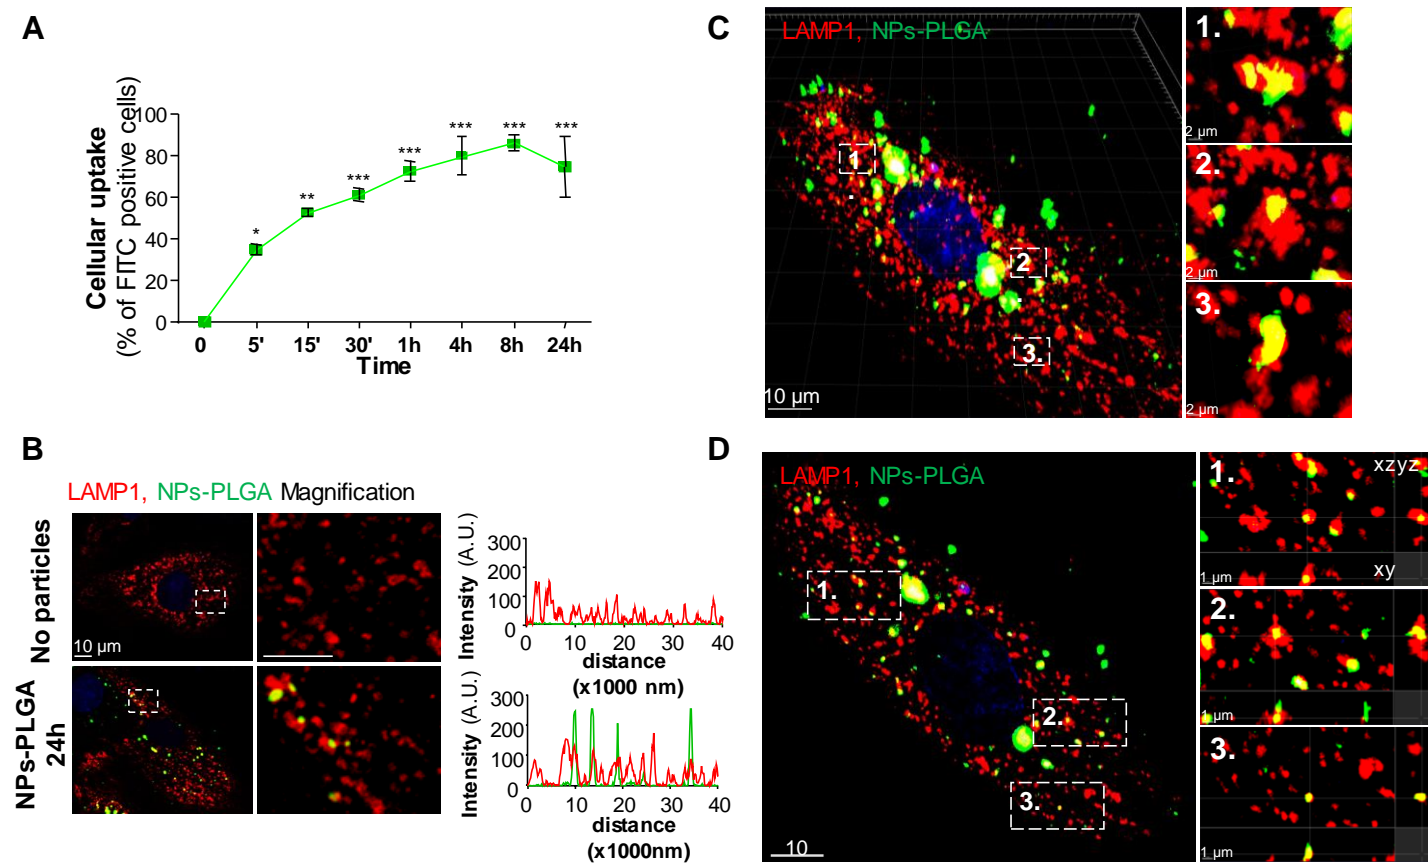 A
Cellular uptake
(% of FITC positive cells)
100
80
60
40
20
0
* ** *** *** *** *** ***
0 5' 15' 30' 1h 4h 8h 24h
Time
B
LAMP1, NPs-PLGA Magnification
No particles
10 µm
NPs-PLGA
24h
Intensity (A.U.)
300
200
100
0
0 10 20 30 40
distance
(x1000 nm)
Intensity (A.U.)
300
200
100
0
10 20 30 40
distance
(x1000nm)
C
LAMP1, NPs-PLGA
1.
2.
3.
10 µm
1.
2 µm
2.
2 µm
3.
2 µm
D
LAMP1, NPs-PLGA
1.
2.
3.
10
1.
xzyz
xy
1 µm
2.
1 µm
3.
1 µm